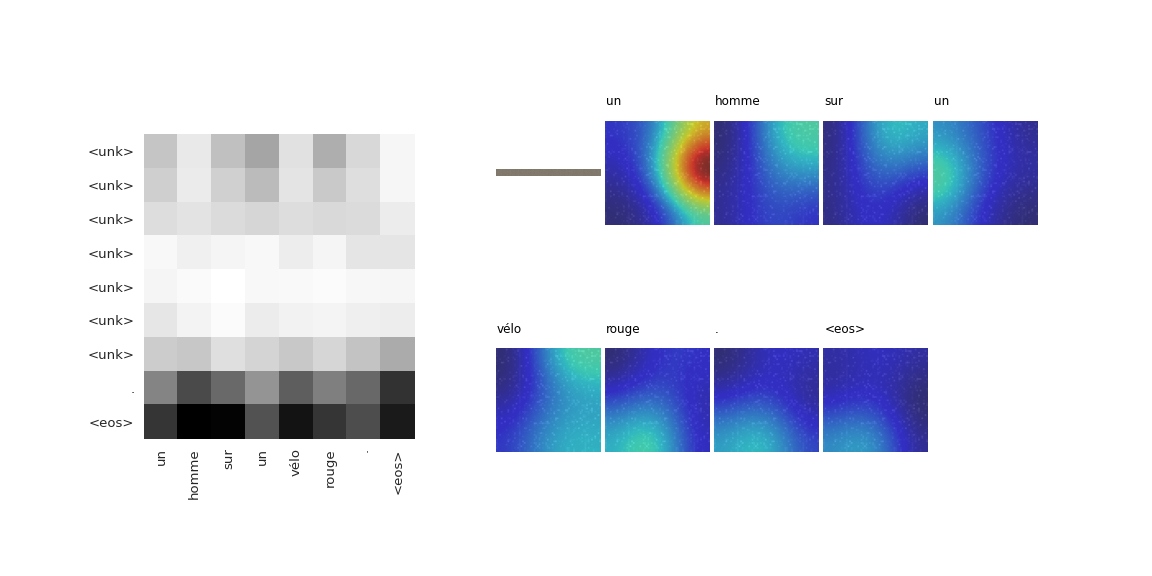 <unk>
<unk>
<unk>
<unk>
<unk>
<unk>
<unk>
.
<eos>
un homme sur un vélo rouge . <eos>
un homme sur un
vélo rouge . <eos>